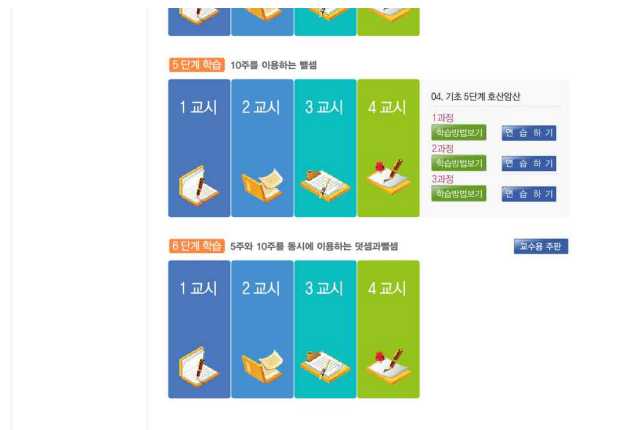 5단계 학습 10주를 이용하는 뺄셈
1교시 2교시 3교시 4교시
04. 기초 5단계 호산암산
1과정
학습방법보기 연 습 하 기
2과정
학습방법보기 연 습 하 기
3과정
학습방법보기 연 습 하 기
6단계 학습 5주와 10주를 동시에 이용하는 덧셈과뺄셈 교수용 주판
1교시 2교시 3교시 4교시